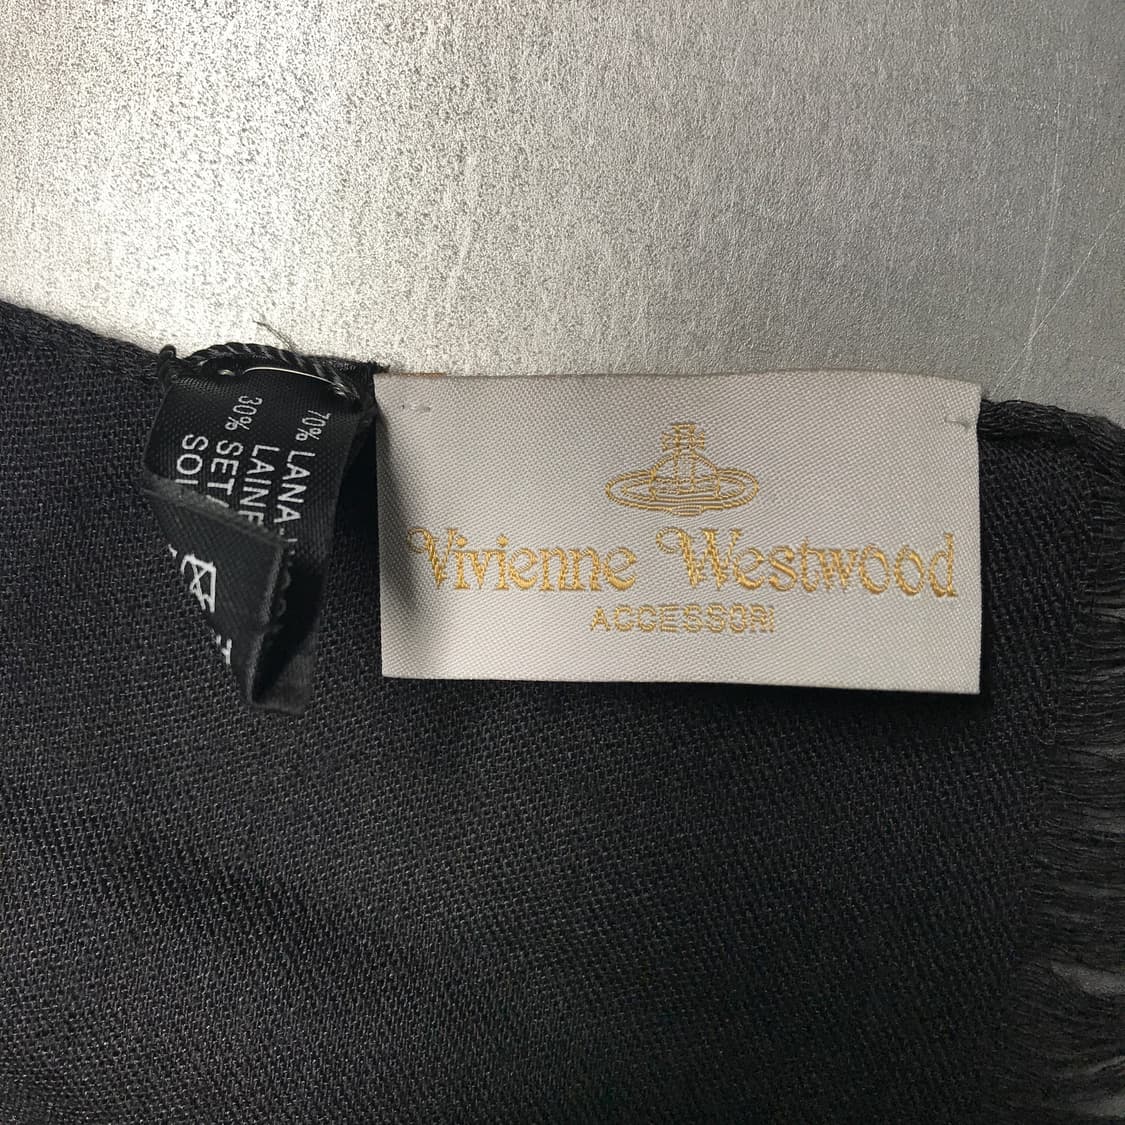 70% LANA
LAINE
30% SETA
Vivienne Westwood
ACCESSORI